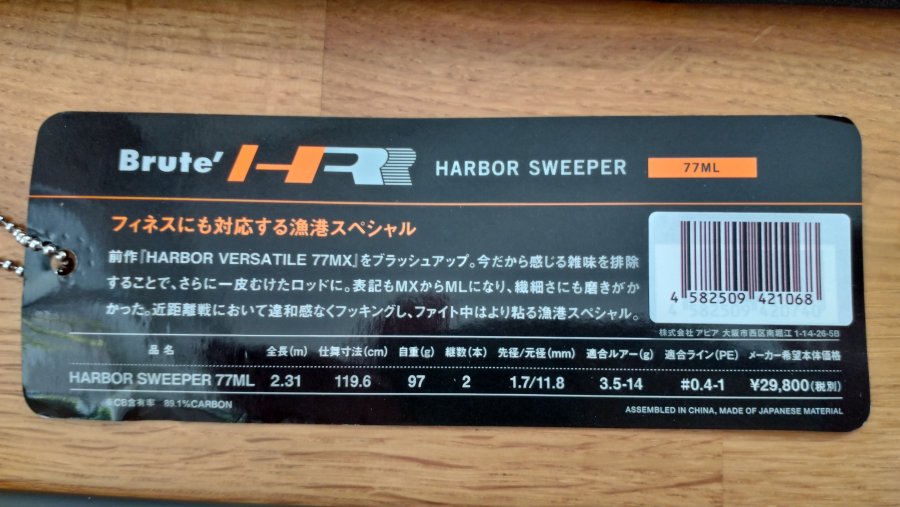 Brute' HR HARBOR SWEEPER 77ML
フィネスにも対応する漁港スペシャル
前作『HARBOR VERSATILE 77MX』をブラッシュアップ。今だから感じる雑味を排除
することで、さらに一皮むけたロッドに。表記もMXからMLになり、繊細さにも磨きがか
かった。近距離戦において違和感なくフッキングし、ファイト中はより粘る漁港スペシャル。
4 582509 421068
4 582509 420740
株式会社アピア 大阪市西区南堀江 1-14-26-5B
品名 全長(m) 仕舞寸法(cm) 自重(g) 継数(本) 先径/元径(mm) 適合ルアー(g) 適合ライン(PE) メーカー希望本体価格
HARBOR SWEEPER 77ML 2.31 119.6 97 2 1.7/11.8 3.5-14 #0.4-1 ¥29,800(税別)
※CB含有率 89.1%CARBON
ASSEMBLED IN CHINA, MADE OF JAPANESE MATERIAL